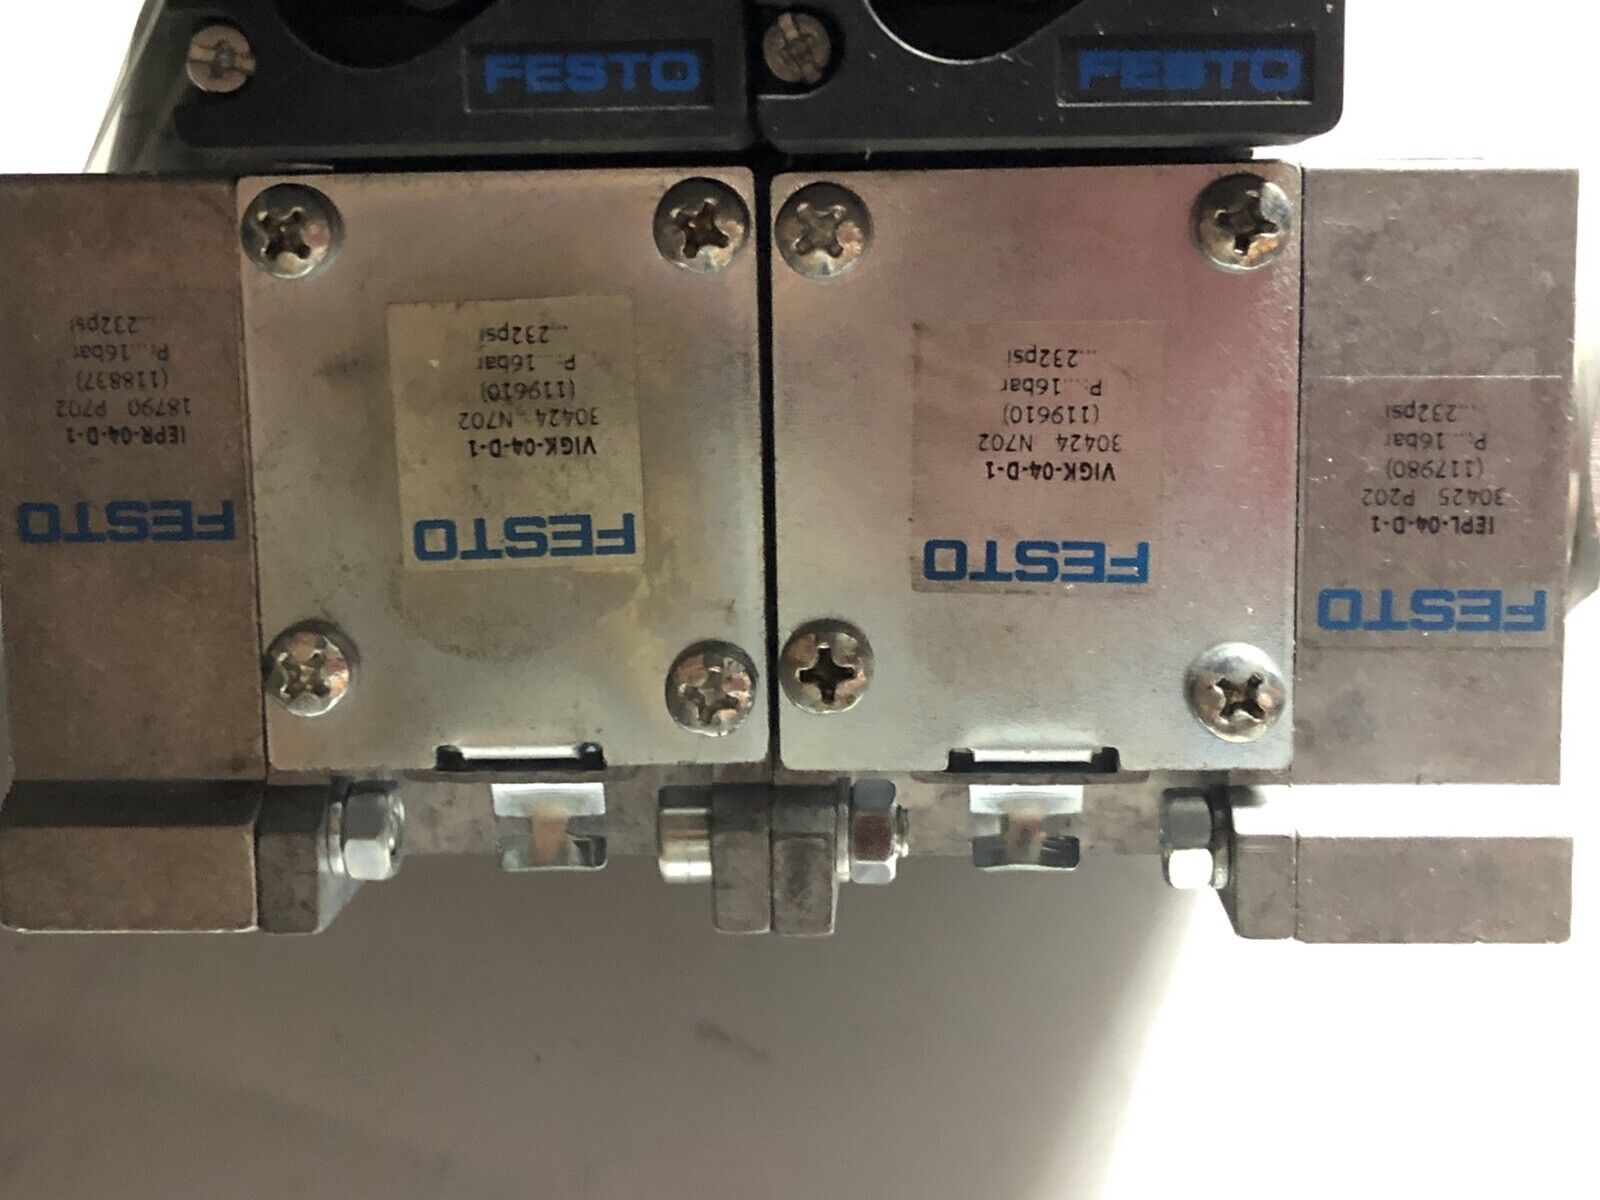 FESTO
FESTO
FESTO
IEPR-04-D-1
18790 P702
(118837)
P:...16bar
...232psi
FESTO
VIGK-04-D-1
30424 N702
(119610)
P:..16bar
...232psi
FESTO
VIGK-04-D-1
30424 N702
(119610)
P:...16bar
...232psi
FESTO
IEPL-04-D-1
30425 P202
(117980)
P:...16bar
...232psi